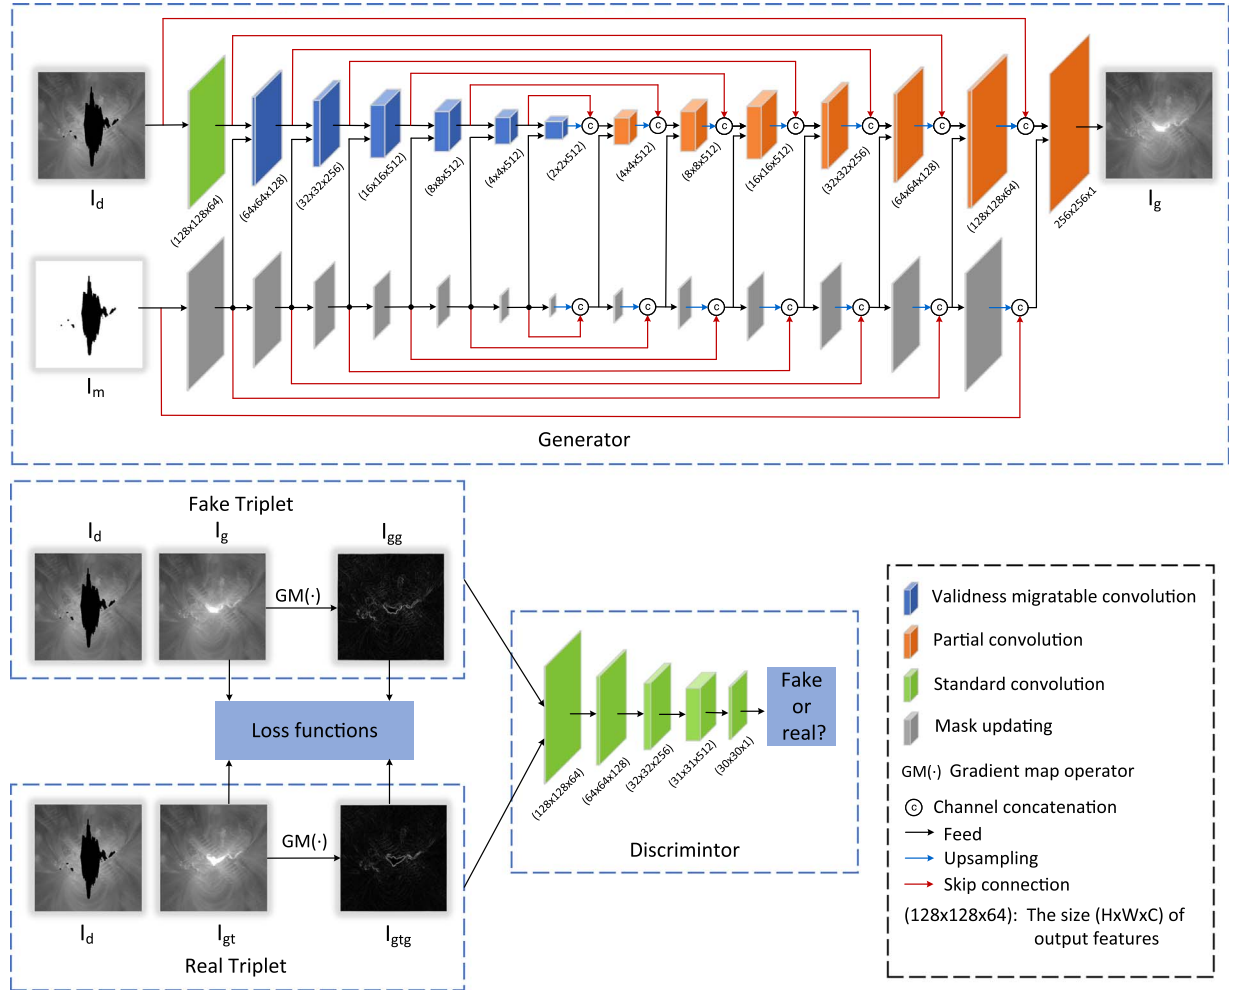 I_d
(128x128x64)
(64x64x128)
(32x32x256)
(16x16x512)
(8x8x512)
(4x4x512)
(2x2x512)
(4x4x512)
(8x8x512)
(16x16x512)
(32x32x256)
(64x64x128)
(128x128x64)
256x256x1
I_g
c c c c c c c
c c c c c c c
I_m
Generator
Fake Triplet
I_d I_g I_gg
GM(·)
Loss functions
GM(·)
I_d I_gt I_gtg
Real Triplet
(128x128x64)
(64x64x128)
(32x32x256)
(31x31x512)
(30x30x1)
Fake
or
real?
Discrimintor
Validness migratable convolution
Partial convolution
Standard convolution
Mask updating
GM(·) Gradient map operator
c Channel concatenation
Feed
Upsampling
Skip connection
(128x128x64): The size (HxWxC) of
output features